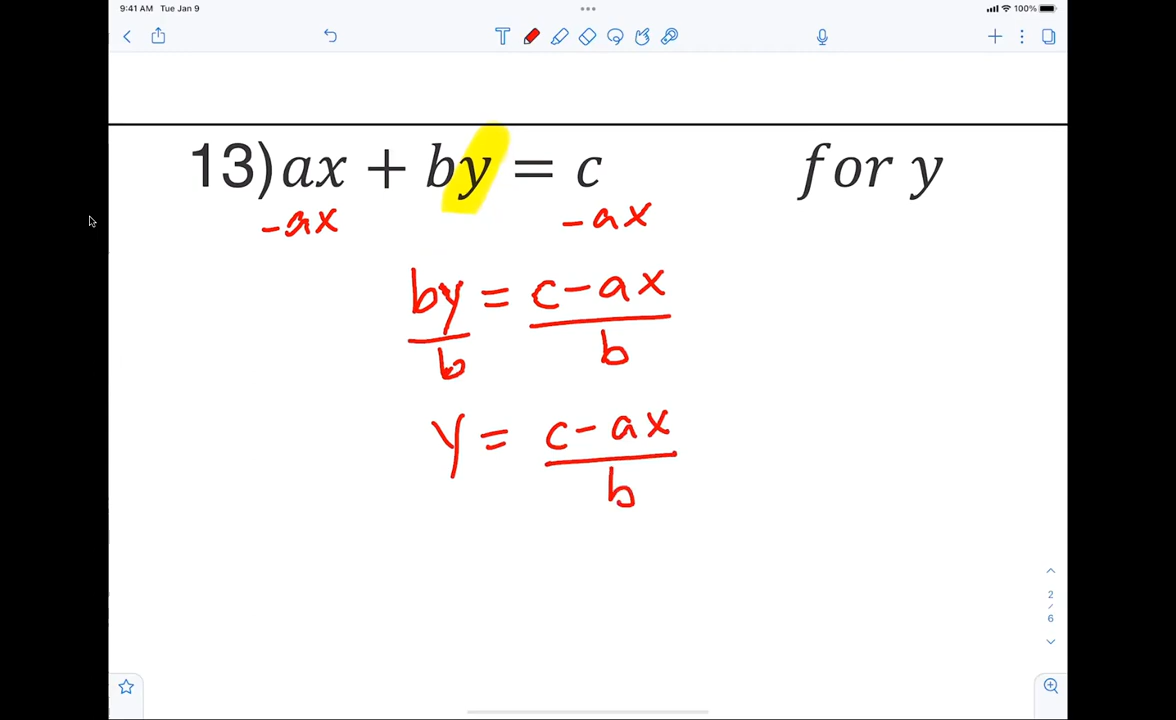 9:41 AM Tue Jan 9
100%
T
13) ax + by = c for y
-ax -ax
by = c-ax
b b
y = c-ax
b
2
/
6